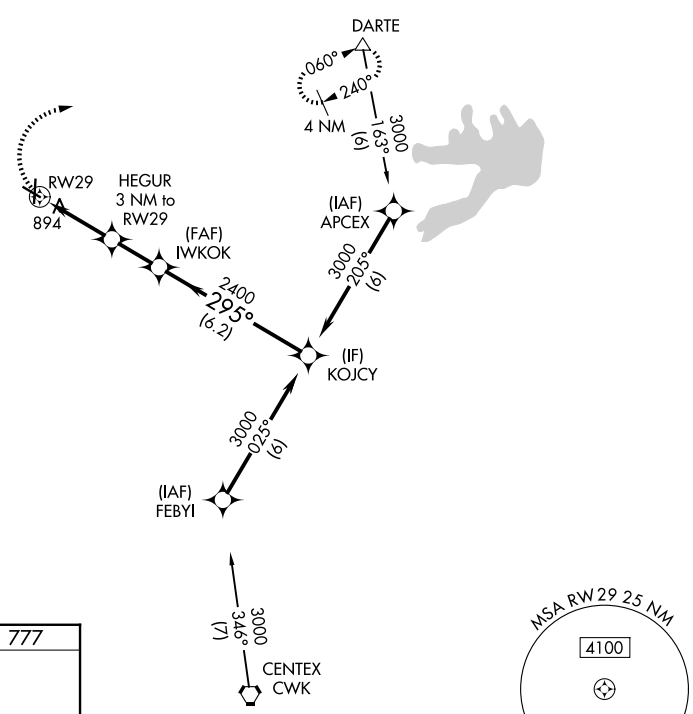 DARTE
060°
240°
4 NM
3000
163°
(6)
RW29
894
HEGUR
3 NM to
RW29
(FAF)
IWKOK
(IAF)
APCEX
3000
205°
(6)
2400
295°
(6.2)
(IF)
KOJCY
3000
025°
(6)
(IAF)
FEBYI
3000
346°
(7)
CENTEX
CWK
777
MSA RW29 25 NM
4100